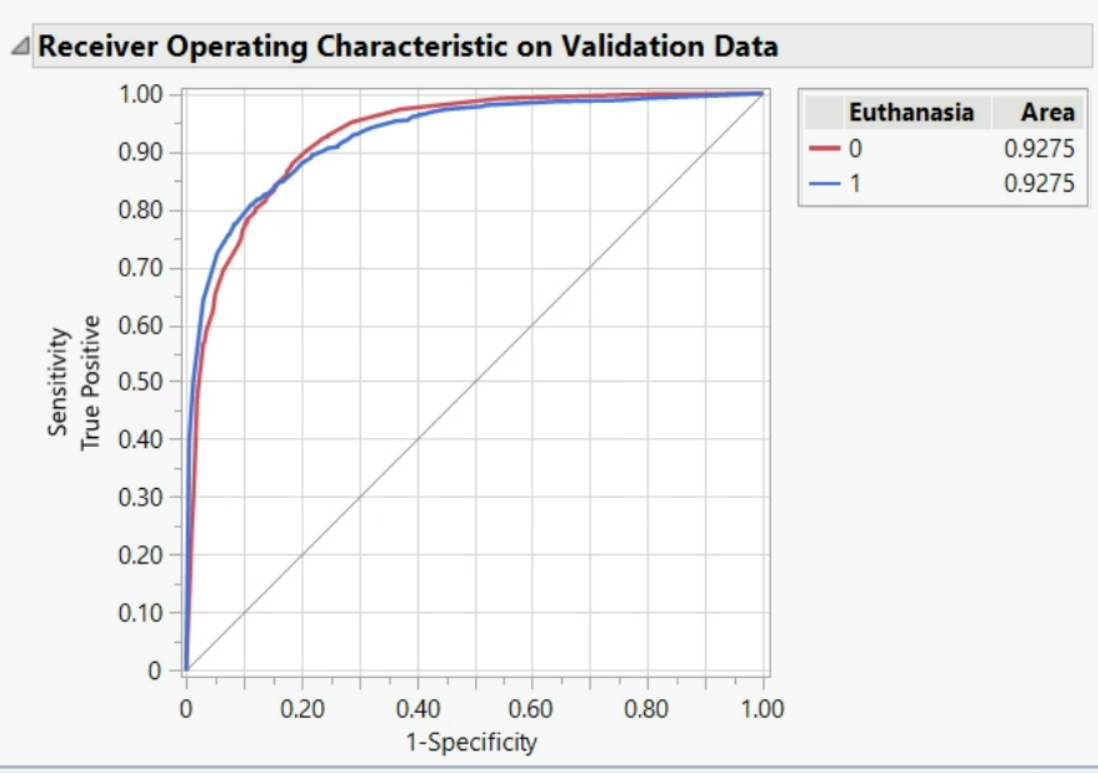 Receiver Operating Characteristic on Validation Data
1.00
0.90
0.80
0.70
0.60
0.50
0.40
0.30
0.20
0.10
0
Sensitivity
True Positive
0 0.20 0.40 0.60 0.80 1.00
1-Specificity
Euthanasia Area
0 0.9275
1 0.9275